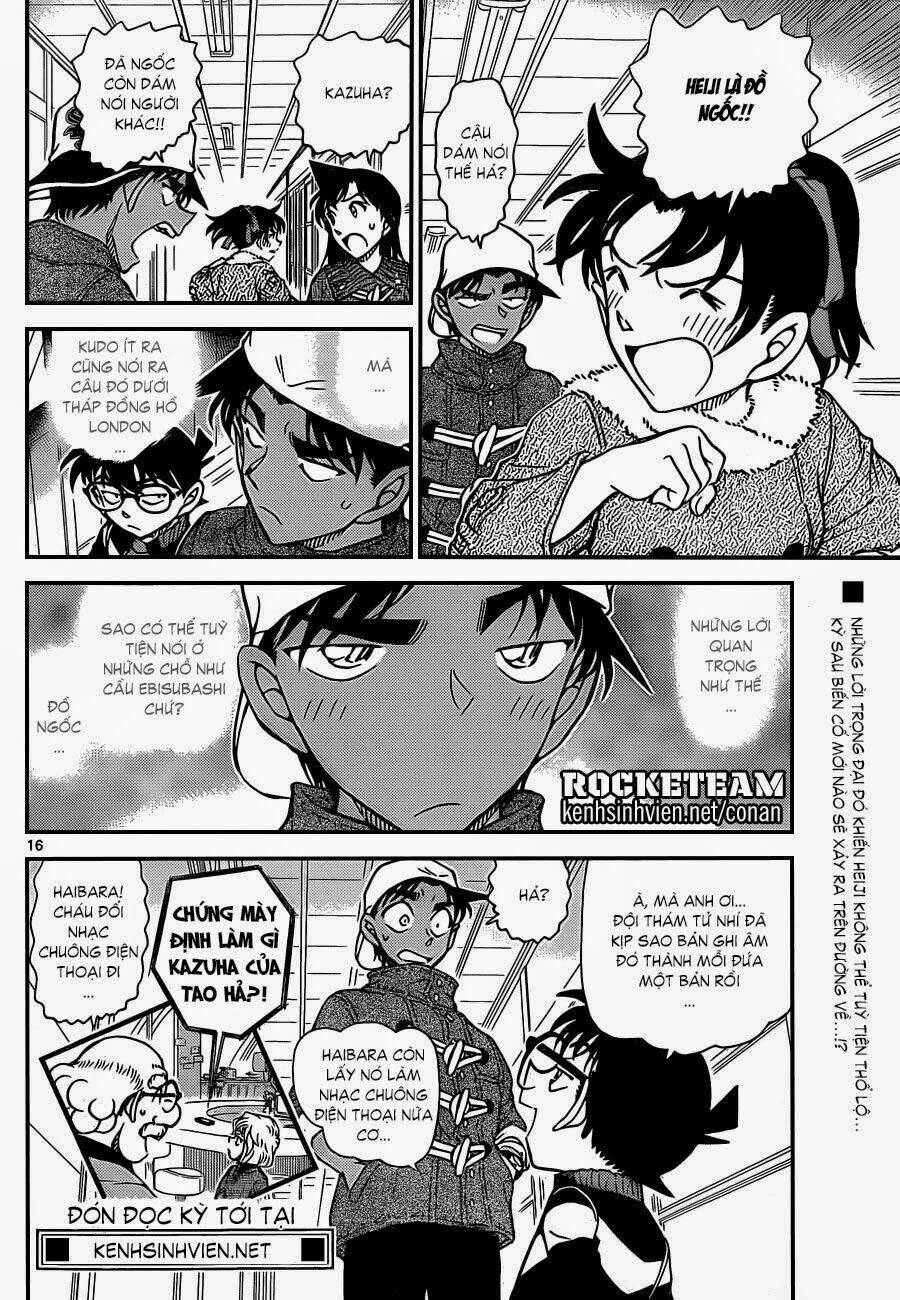 HEIJI LÀ ĐỒ
NGỐC!!
CẬU
DÁM NÓI
THẾ HẢ?
KAZUHA?
ĐÃ NGỐC
CÒN DÁM
NÓI NGƯỜI
KHÁC!!
MÀ
...
KUDO ÍT RA
CŨNG NÓI RA
CÂU ĐÓ DƯỚI
THÁP ĐỒNG HỒ
LONDON
...
NHỮNG LỜI
QUAN
TRỌNG
NHƯ THẾ
...
SAO CÓ THỂ TUỲ
TIỆN NÓI Ở
NHỮNG CHỖ NHƯ
CẦU EBISUBASHI
CHỨ?
ĐỒ
NGỐC
...
ROCKETEAM
kenhsinhvien.net/conan
NHỮNG LỜI TRỌNG ĐẠI ĐÓ KHIẾN HEIJI KHÔNG THỂ TUỲ TIỆN THỔ LỘ...
KỲ SAU BIẾN CỐ MỚI NÀO SẼ XẢY RA TRÊN ĐƯỜNG VỀ...!?
16
À, MÀ ANH ƠI...
ĐỘI THÁM TỬ NHÍ ĐÃ
KỊP SAO BẢN GHI ÂM
ĐÓ THÀNH MỖI ĐỨA
MỘT BẢN RỒI
...
HẢ?
HAIBARA CÒN
LẤY NÓ LÀM
NHẠC CHUÔNG
ĐIỆN THOẠI NỮA
CƠ...
CHÚNG MÀY
ĐỊNH LÀM GÌ
KAZUHA CỦA
TAO HẢ?!
HAIBARA!
CHÁU ĐỔI
NHẠC
CHUÔNG ĐIỆN
THOẠI ĐI
...
ĐÓN ĐỌC KỲ TỚI TẠI
KENHSINHVIEN.NET